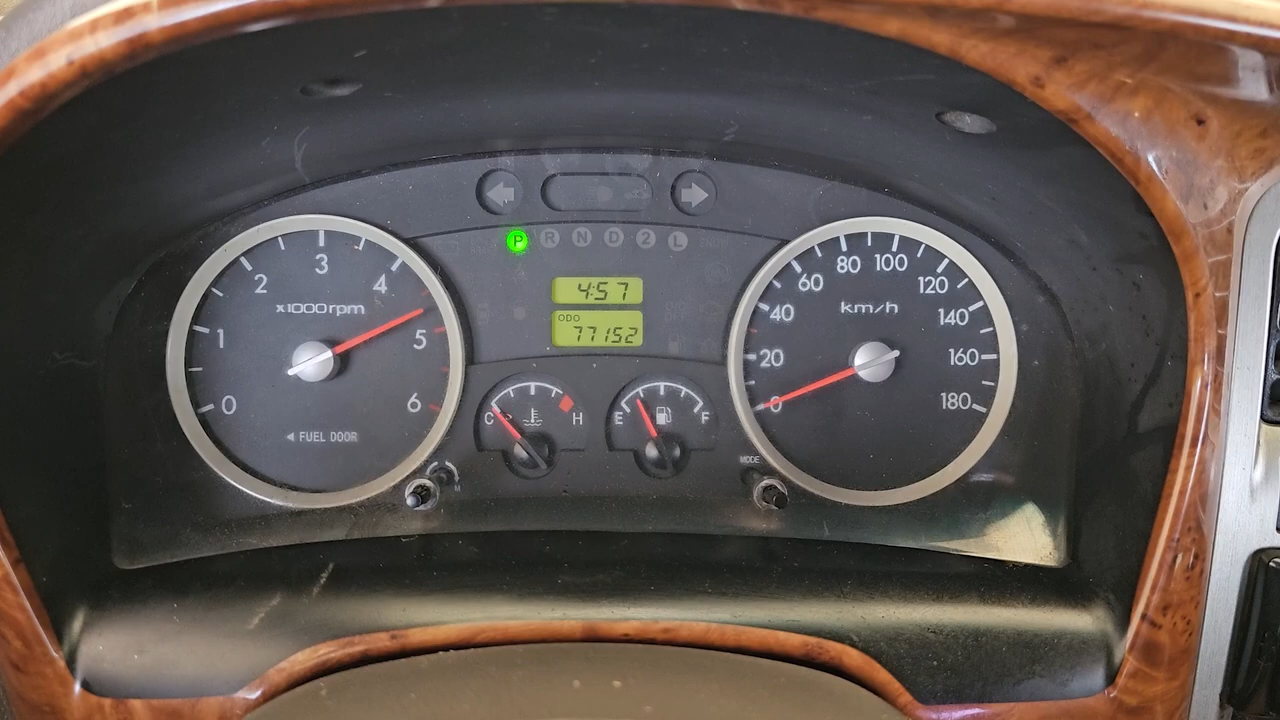 P R N D 2 L
0 1 2 3 4 5 6
x1000rpm
◀ FUEL DOOR
4:57
ODO
77152
C H
E F
0 20 40 60 80 100 120 140 160 180
km/h
MODE